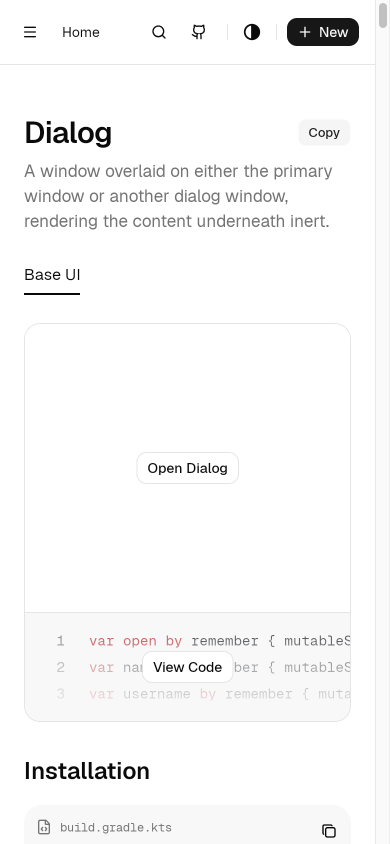 Home
New
Dialog
Copy
A window overlaid on either the primary
window or another dialog window,
rendering the content underneath inert.
Base UI
Open Dialog
1 var open by remember { mutableS
2 var View Code by remember { mutableS
3 var username by remember { muta
Installation
build.gradle.kts